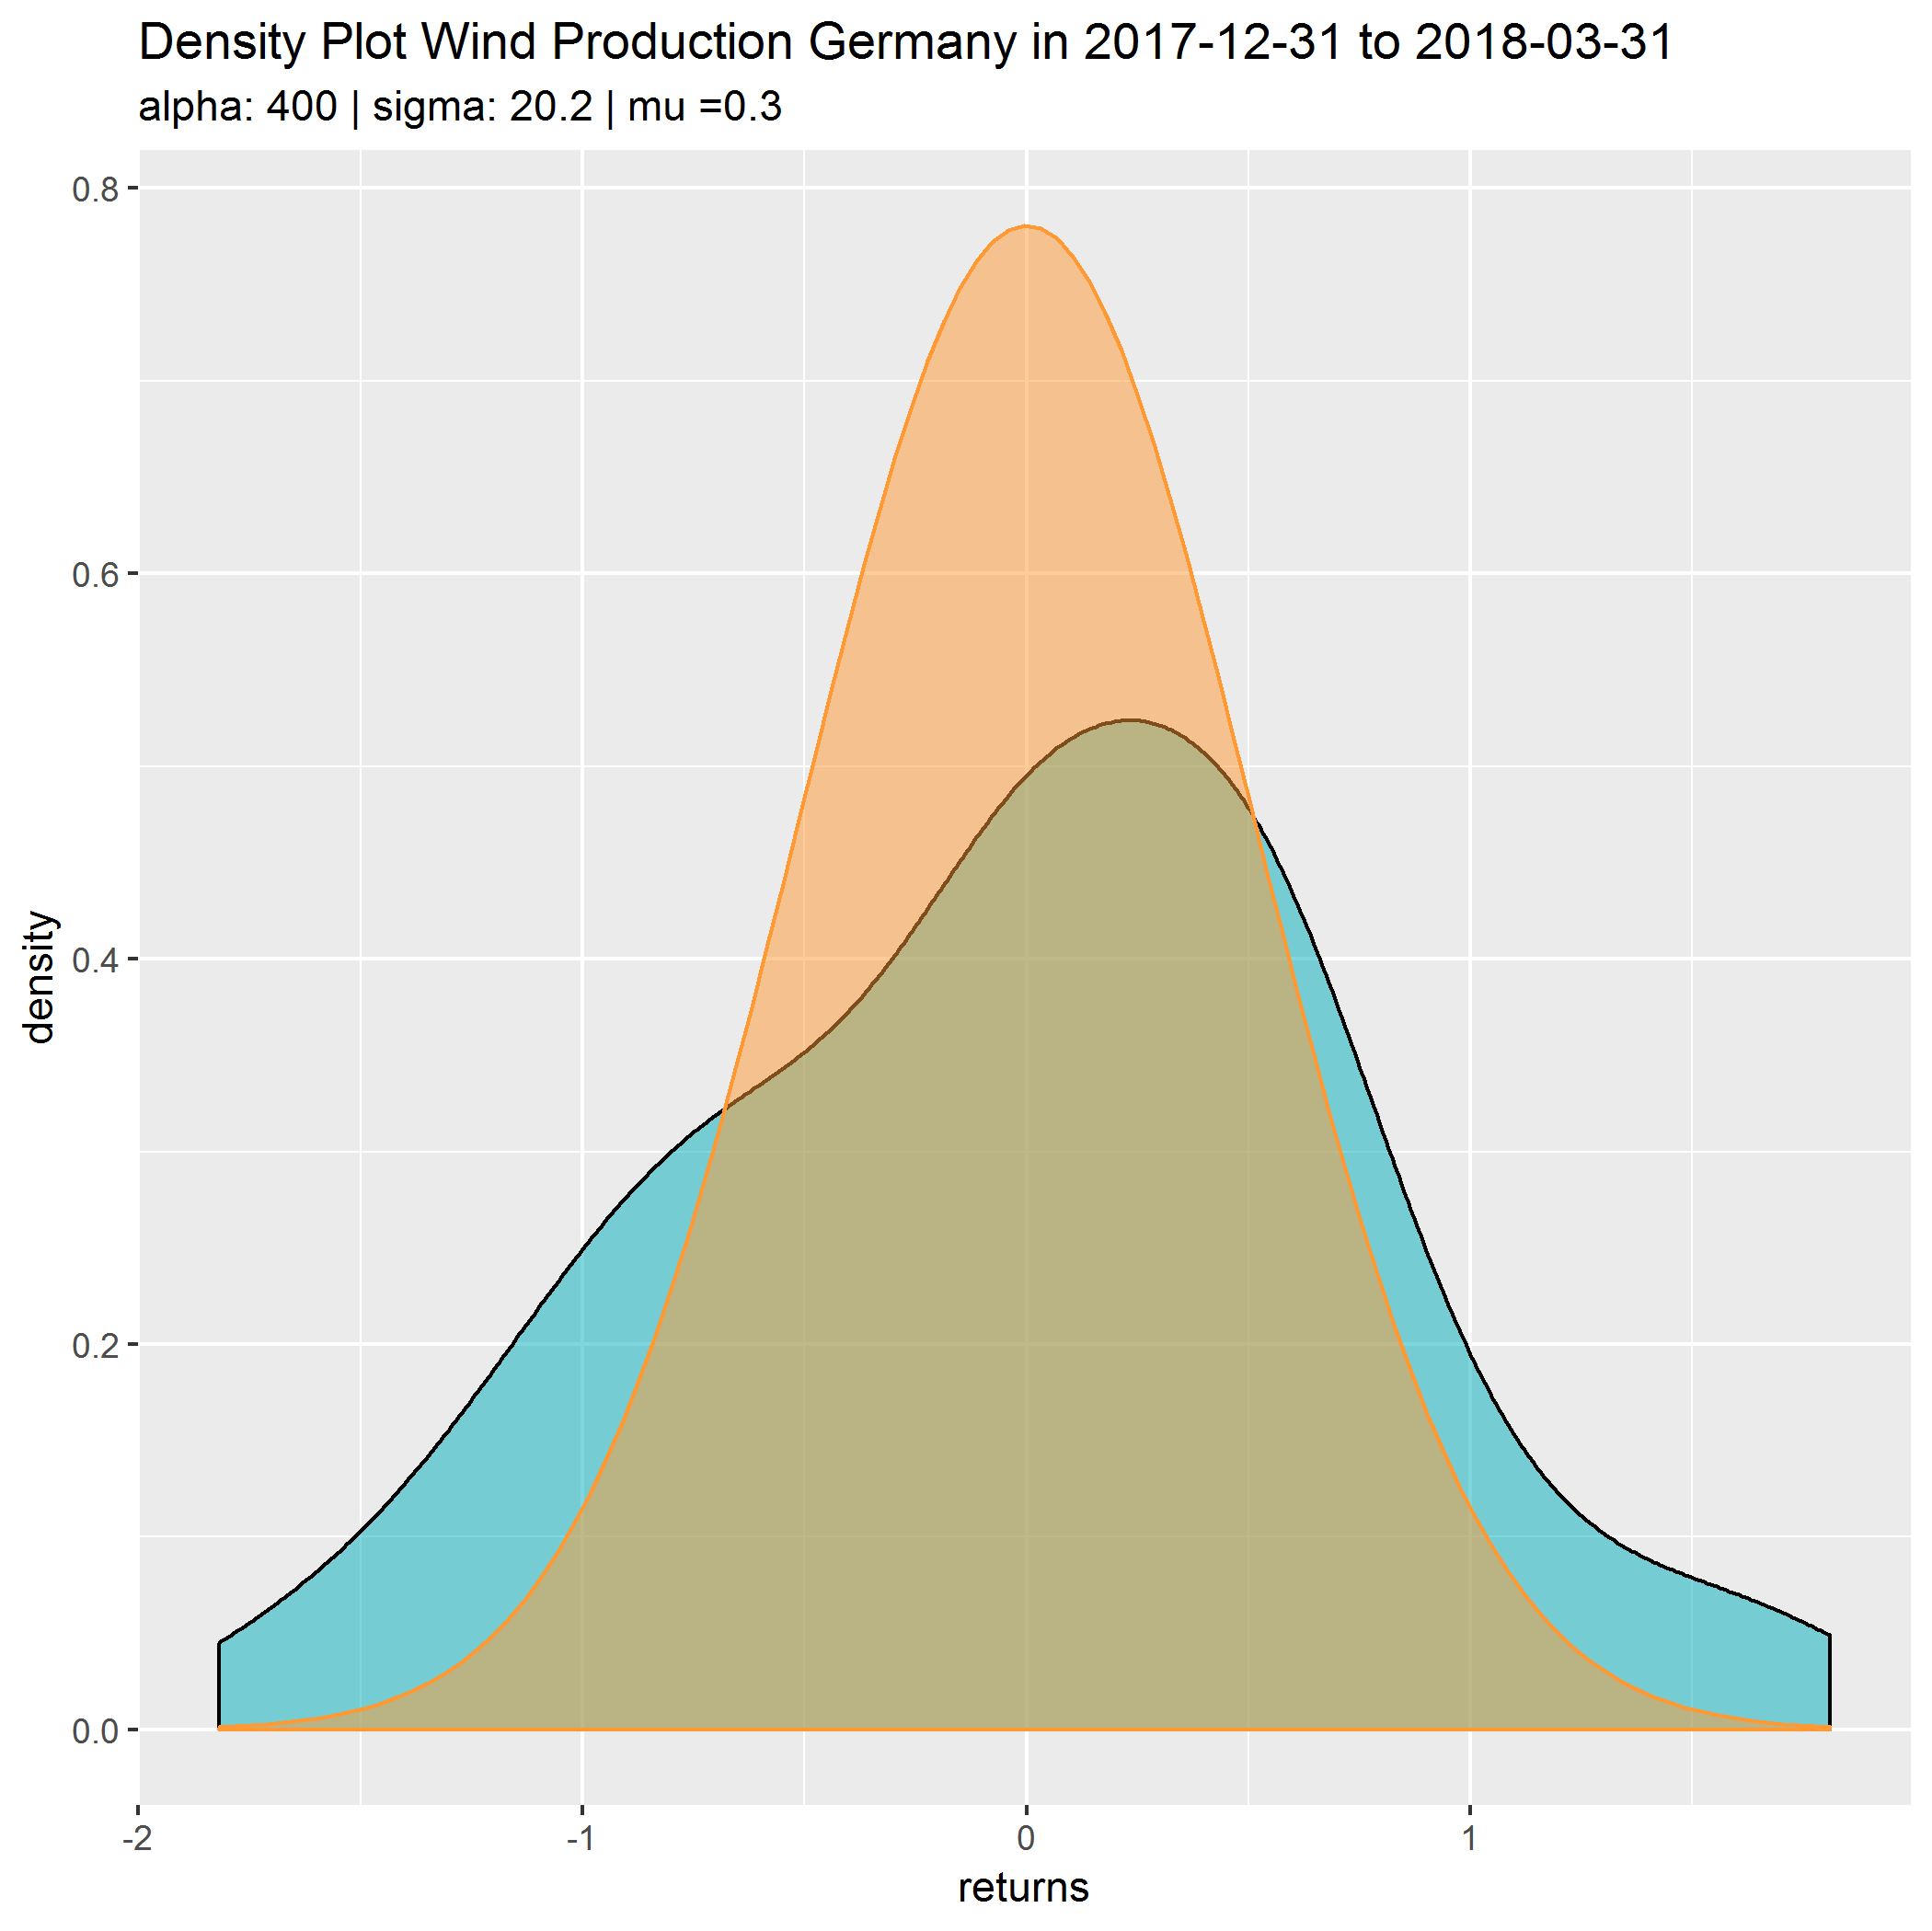 Density Plot Wind Production Germany in 2017-12-31 to 2018-03-31
alpha: 400 | sigma: 20.2 | mu =0.3
0.8
0.6
0.4
0.2
0.0
density
-2
-1
0
1
returns